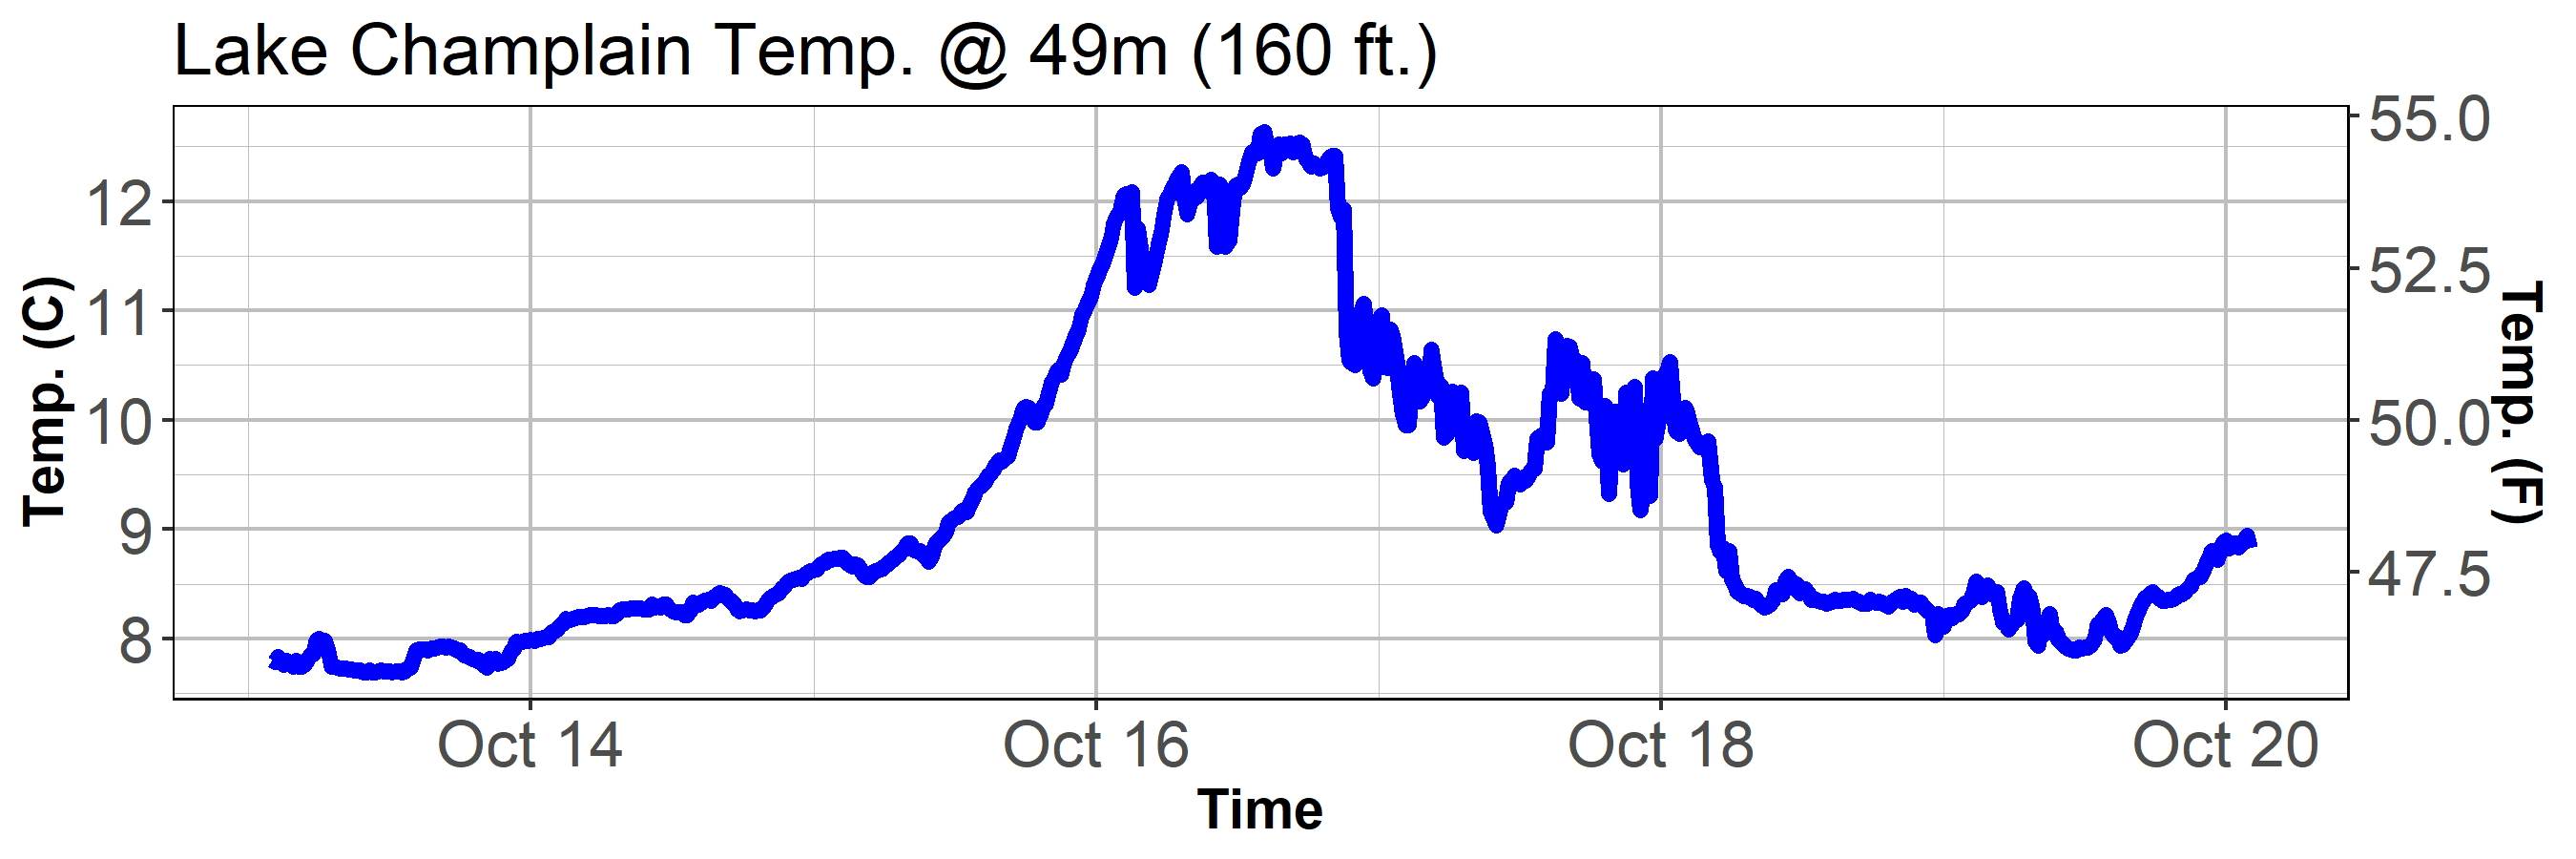 Lake Champlain Temp. @ 49m (160 ft.)
Temp. (C)
12
11
10
9
8
55.0
52.5
50.0
47.5
Temp. (F)
Oct 14 Oct 16 Oct 18 Oct 20
Time